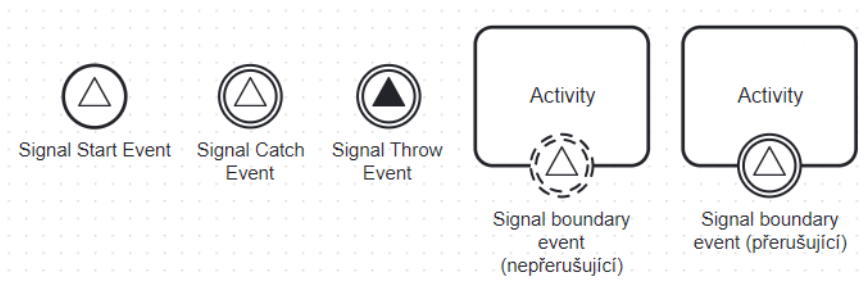 Activity
Activity
Signal Start Event
Signal Catch
Event
Signal Throw
Event
Signal boundary
event
(nepřerušující)
Signal boundary
event (přerušující)